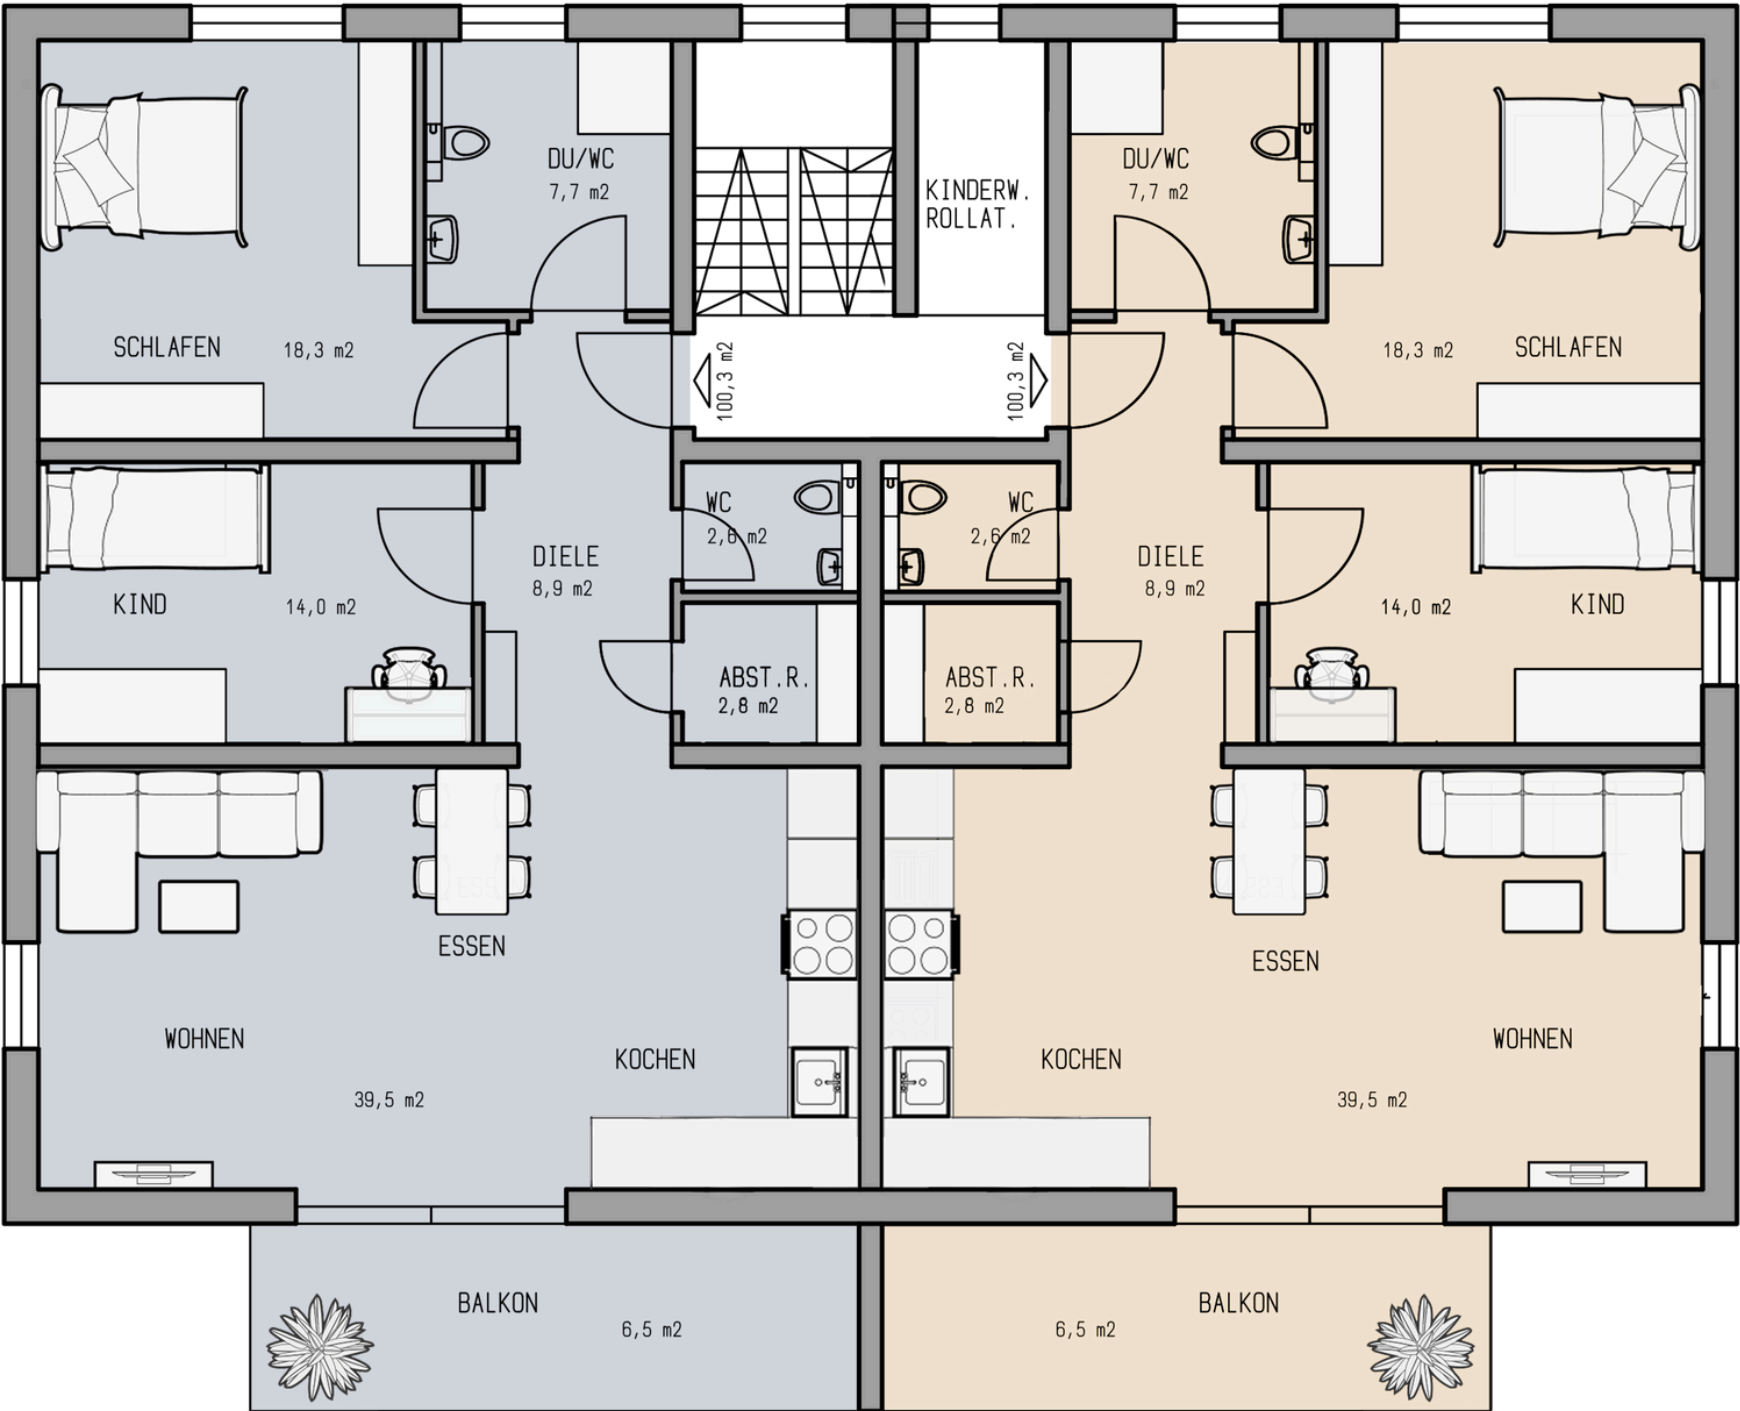 DU/WC
7,7 m2
KINDERW.
ROLLAT.
DU/WC
7,7 m2
SCHLAFEN
18,3 m2
100,3 m2
100,3 m2
18,3 m2
SCHLAFEN
WC
2,6 m2
WC
2,6 m2
DIELE
8,9 m2
DIELE
8,9 m2
KIND
14,0 m2
14,0 m2
KIND
ABST.R.
2,8 m2
ABST.R.
2,8 m2
ESSEN
ESSEN
WOHNEN
KOCHEN
KOCHEN
WOHNEN
39,5 m2
39,5 m2
BALKON
6,5 m2
BALKON
6,5 m2